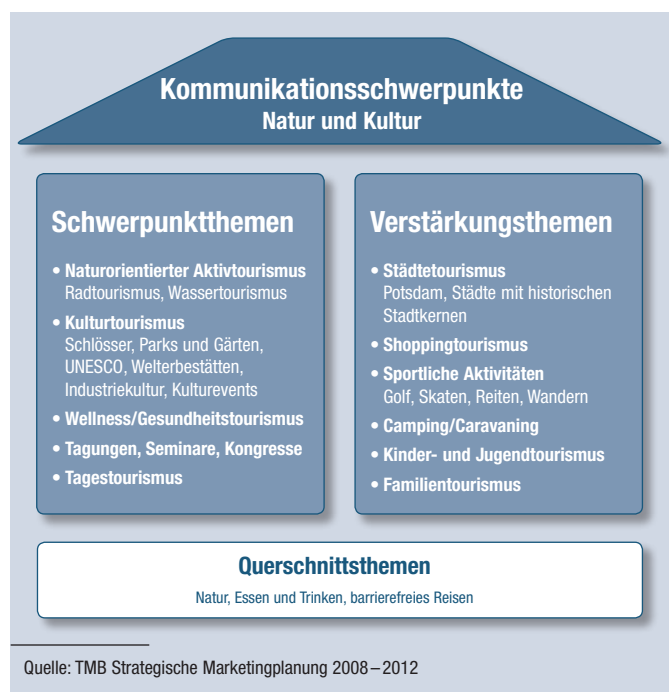 Kommunikationsschwerpunkte
Natur und Kultur
Schwerpunktthemen
• Naturorientierter Aktivtourismus
Radtourismus, Wassertourismus
• Kulturtourismus
Schlösser, Parks und Gärten,
UNESCO, Welterbestätten,
Industriekultur, Kulturevents
• Wellness/Gesundheitstourismus
• Tagungen, Seminare, Kongresse
• Tagestourismus
Verstärkungsthemen
• Städtetourismus
Potsdam, Städte mit historischen
Stadtkernen
• Shoppingtourismus
• Sportliche Aktivitäten
Golf, Skaten, Reiten, Wandern
• Camping/Caravaning
• Kinder- und Jugendtourismus
• Familientourismus
Querschnittsthemen
Natur, Essen und Trinken, barrierefreies Reisen
Quelle: TMB Strategische Marketingplanung 2008–2012